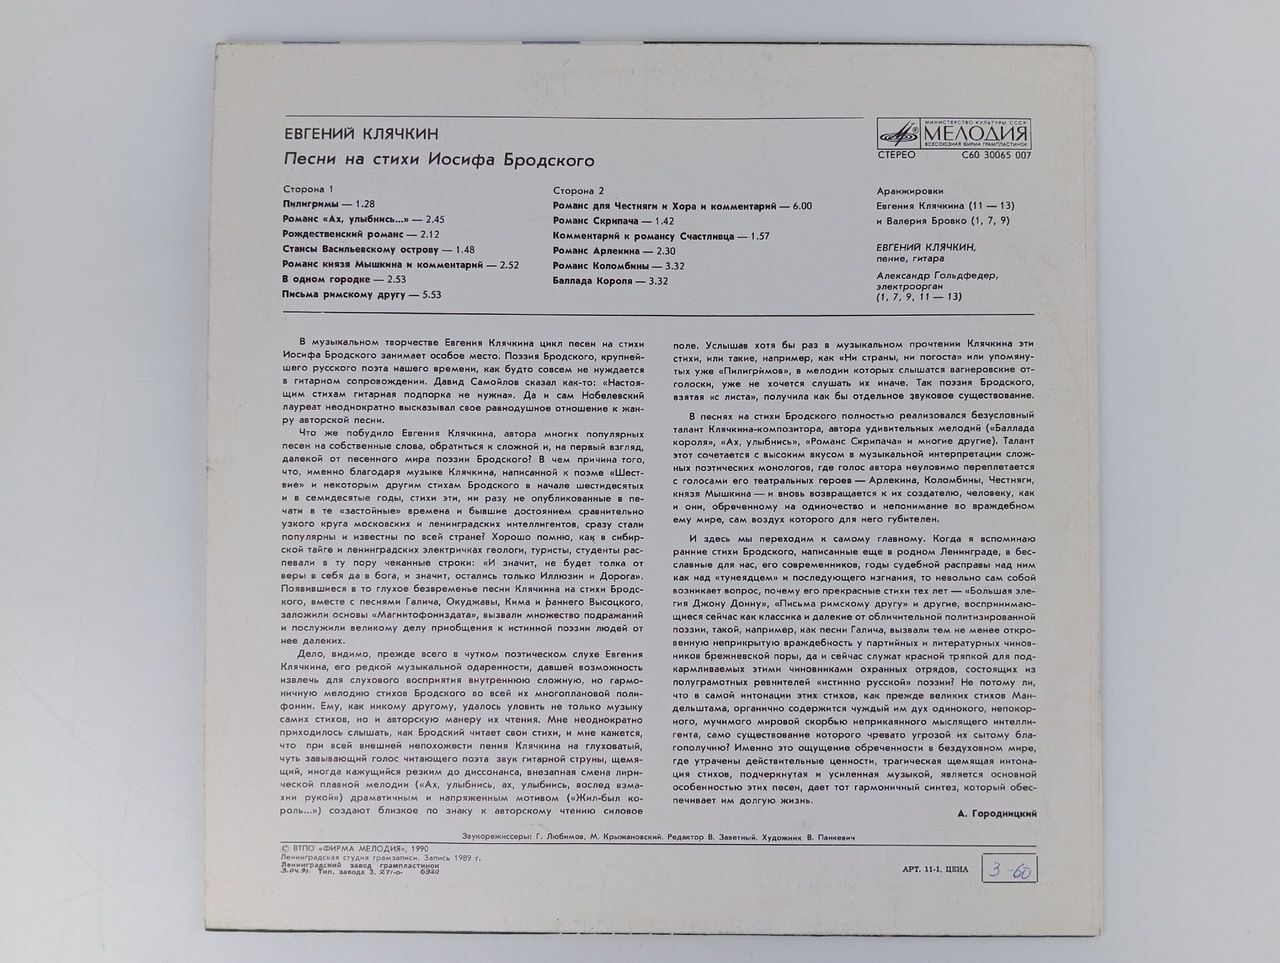 ЕВГЕНИЙ КЛЯЧКИН
Песни на стихи Иосифа Бродского
МИНИСТЕРСТВО КУЛЬТУРЫ СССР
МЕЛОДИЯ
ВСЕСОЮЗНАЯ ФИРМА ГРАМПЛАСТИНОК
СТЕРЕО С60 30065 007
Сторона 1
Пилигримы — 1.28
Романс «Ах, улыбнись...» — 2.45
Рождественский романс — 2.12
Стансы Васильевскому острову — 1.48
Романс князя Мышкина и комментарий — 2.52
В одном городке — 2.53
Письма римскому другу — 5.53
Сторона 2
Романс для Честняги и Хора и комментарий — 6.00
Романс Скрипача — 1.42
Комментарий к романсу Счастливца — 1.57
Романс Арлекина — 2.30
Романс Коломбины — 3.32
Баллада Короля — 3.32
Аранжировки
Евгения Клячкина (11 — 13)
и Валерия Бровко (1, 7, 9)
ЕВГЕНИЙ КЛЯЧКИН,
пение, гитара
Александр Гольдфедер,
электроорган
(1, 7, 9, 11 — 13)
В музыкальном творчестве Евгения Клячкина цикл песен на стихи
Иосифа Бродского занимает особое место. Поэзия Бродского, крупней-
шего русского поэта нашего времени, как будто совсем не нуждается
в гитарном сопровождении. Давид Самойлов сказал как-то: «Настоя-
щим стихам гитарная подпорка не нужна». Да и сам Нобелевский
лауреат неоднократно высказывал свое равнодушное отношение к жан-
ру авторской песни.
Что же побудило Евгения Клячкина, автора многих популярных
песен на собственные слова, обратиться к сложной и, на первый взгляд,
далекой от песенного мира поэзии Бродского? В чем причина того,
что, именно благодаря музыке Клячкина, написанной к поэме «Шест-
вие» и некоторым другим стихам Бродского в начале шестидесятых
и в семидесятые годы, стихи эти, ни разу не опубликованные в пе-
чати в те «застойные» времена и бывшие достоянием сравнительно
узкого круга московских и ленинградских интеллигентов, сразу стали
популярны и известны по всей стране? Хорошо помню, как в сибир-
ской тайге и ленинградских электричках геологи, туристы, студенты рас-
певали в ту пору чеканные строки: «И значит, не будет толка от
веры в себя да в бога, и значит, остались только Иллюзии и Дорога».
Появившиеся в то глухое безвременье песни Клячкина на стихи Бродс-
кого, вместе с песнями Галича, Окуджавы, Кима и раннего Высоцкого,
заложили основы «Магнитофониздата», вызвали множество подражаний
и послужили великому делу приобщения к истинной поэзии людей от
нее далеких.
Дело, видимо, прежде всего в чутком поэтическом слухе Евгения
Клячкина, его редкой музыкальной одаренности, давшей возможность
извлечь для слухового восприятия внутреннюю сложную, но гармо-
ничную мелодию стихов Бродского во всей их многоплановой поли-
фонии. Ему, как никому другому, удалось уловить не только музыку
самих стихов, но и авторскую манеру их чтения. Мне неоднократно
приходилось слышать, как Бродский читает свои стихи, и мне кажется,
что при всей внешней непохожести пения Клячкина на глуховатый,
чуть завывающий голос читающего поэта звук гитарной струны, щемя-
щий, иногда кажущийся резким до диссонанса, внезапная смена лири-
ческой плавной мелодии («Ах, улыбнись, ах, улыбнись, вослед взма-
хни рукой») драматичным и напряженным мотивом («Жил-был ко-
роль...») создают близкое по знаку к авторскому чтению силовое
поле. Услышав хотя бы раз в музыкальном прочтении Клячкина эти
стихи, или такие, например, как «Ни страны, ни погоста» или упомяну-
тых уже «Пилигримов», в мелодии которых слышатся вагнеровские от-
голоски, уже не хочется слушать их иначе. Так поэзия Бродского,
взятая «с листа», получила как бы отдельное звуковое существование.
В песнях на стихи Бродского полностью реализовался безусловный
талант Клячкина-композитора, автора удивительных мелодий («Баллада
короля», «Ах, улыбнись», «Романс Скрипача» и многие другие). Талант
этот сочетается с высоким вкусом в музыкальной интерпретации слож-
ных поэтических монологов, где голос автора неуловимо переплетается
с голосами его театральных героев — Арлекина, Коломбины, Честняги,
князя Мышкина — и вновь возвращается к их создателю, человеку, как
и они, обреченному на одиночество и непонимание во враждебном
ему мире, сам воздух которого для него губителен.
И здесь мы переходим к самому главному. Когда я вспоминаю
ранние стихи Бродского, написанные еще в родном Ленинграде, в бес-
славные для нас, его современников, годы судебной расправы над ним
как над «тунеядцем» и последующего изгнания, то невольно сам собой
возникает вопрос, почему его прекрасные стихи тех лет — «Большая эле-
гия Джону Донну», «Письма римскому другу» и другие, воспринимаю-
щиеся сейчас как классика и далекие от обличительной политизированной
поэзии, такой, например, как песни Галича, вызвали тем не менее откро-
венную неприкрытую враждебность у партийных и литературных чинов-
ников брежневской поры, да и сейчас служат красной тряпкой для под-
кармливаемых этими чиновниками охранных отрядов, состоящих из
полуграмотных ревнителей «истинно русской» поэзии? Не потому ли,
что в самой интонации этих стихов, как прежде великих стихов Ман-
дельштама, органично содержится чуждый им дух одинокого, непокор-
ного, мучимого мировой скорбью неприкаянного мыслящего интелли-
гента, само существование которого чревато угрозой их сытому бла-
гополучию? Именно это ощущение обреченности в бездуховном мире,
где утрачены действительные ценности, трагическая щемящая интона-
ция стихов, подчеркнутая и усиленная музыкой, является основной
особенностью этих песен, дает тот гармоничный синтез, который обес-
печивает им долгую жизнь.
А. Городницкий
Звукорежиссеры: Г. Любимов, М. Крыжановский. Редактор В. Заветный. Художник В. Панкевич
© ВТПО «ФИРМА МЕЛОДИЯ», 1990
Ленинградская студия грамзаписи. Запись 1989 г.
Ленинградский завод грампластинок
Тип. завода З. 6920
АРТ. 11-1, ЦЕНА 3-60